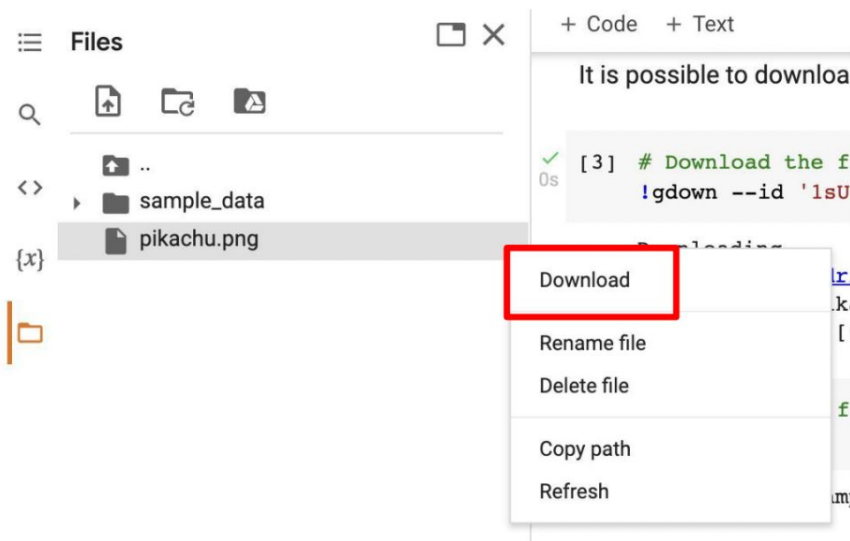 Files
..
sample_data
pikachu.png
{x}
+ Code + Text
It is possible to downloa
[3] # Download the f
0s
!gdown --id '1sU
Download
Rename file
Delete file
Copy path
Refresh